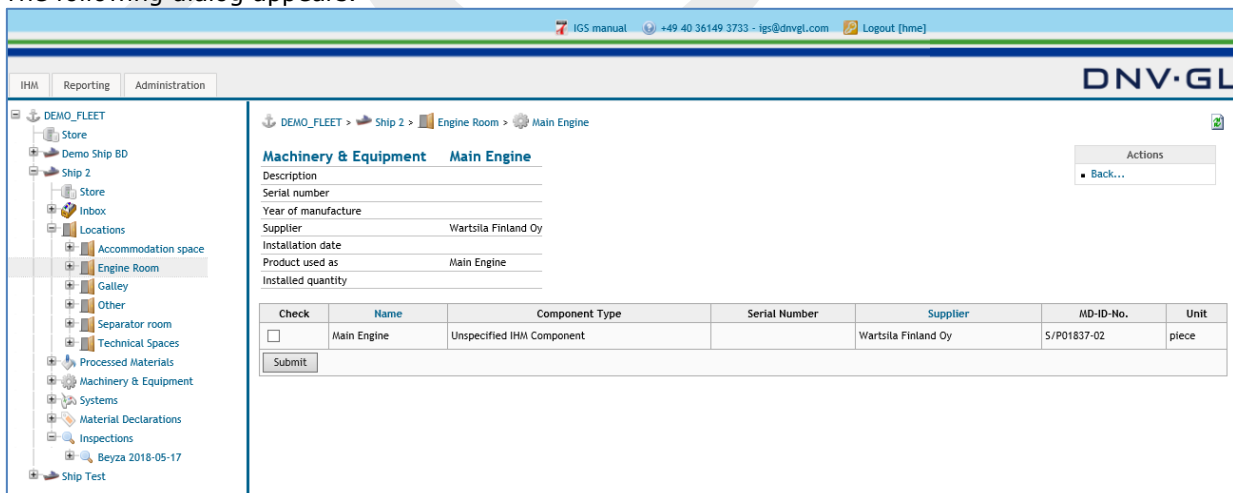 The following dialog appears:
IGS manual +49 40 36149 3733 - igs@dnvgl.com Logout [hme]
IHM Reporting Administration
DNV·GL
DEMO_FLEET
Store
Demo Ship BD
Ship 2
Store
Inbox
Locations
Accommodation space
Engine Room
Galley
Other
Separator room
Technical Spaces
Processed Materials
Machinery & Equipment
Systems
Material Declarations
Inspections
Beyza 2018-05-17
Ship Test
DEMO_FLEET > Ship 2 > Engine Room > Main Engine
Machinery & Equipment Main Engine
Description
Serial number
Year of manufacture
Supplier Wartsila Finland Oy
Installation date
Product used as Main Engine
Installed quantity
Actions
Back...
Check Name Component Type Serial Number Supplier MD-ID-No. Unit
Main Engine Unspecified IHM Component Wartsila Finland Oy S/P01837-02 piece
Submit